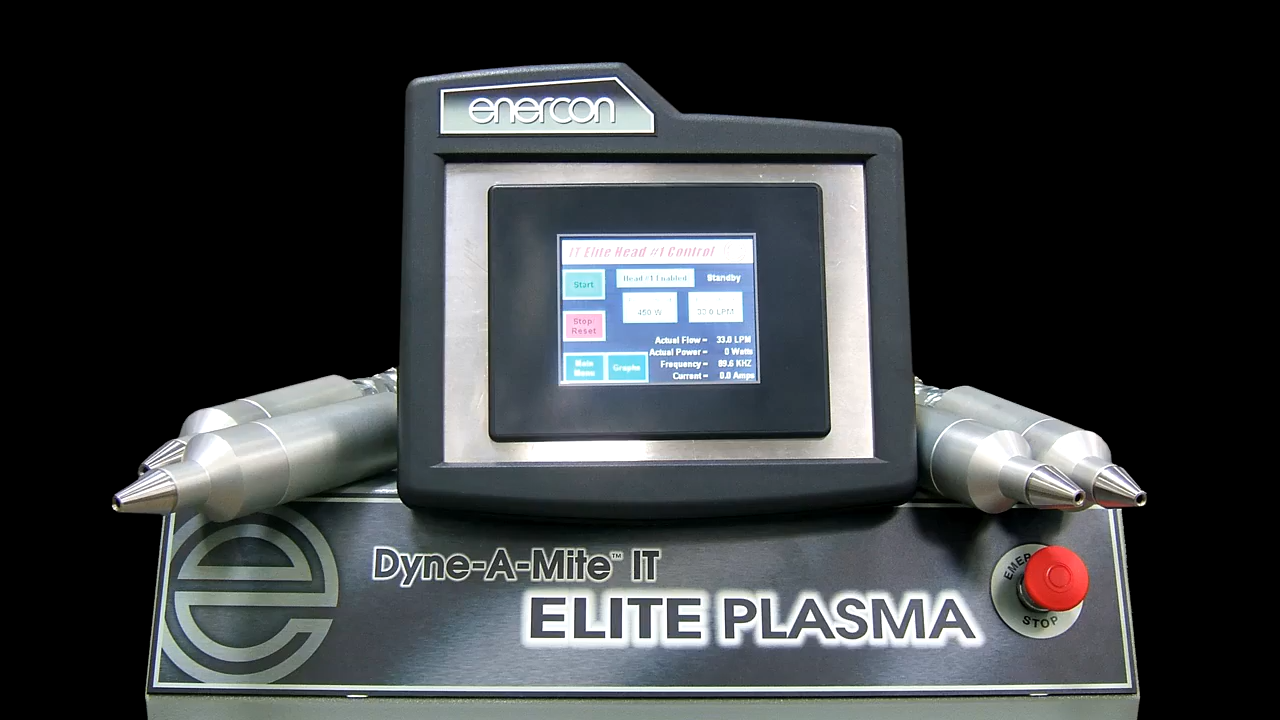 enercon
IT Elite Head #1 Control
Start
Head #1 Enabled
Standby
450 W
33.0 LPM
Stop
Reset
Actual Flow = 33.0 LPM
Actual Power = 0 Watts
Frequency = 89.6 KHZ
Current = 0.0 Amps
Main
Menu
Graphs
Dyne-A-Mite™ IT
ELITE PLASMA
EMER
STOP